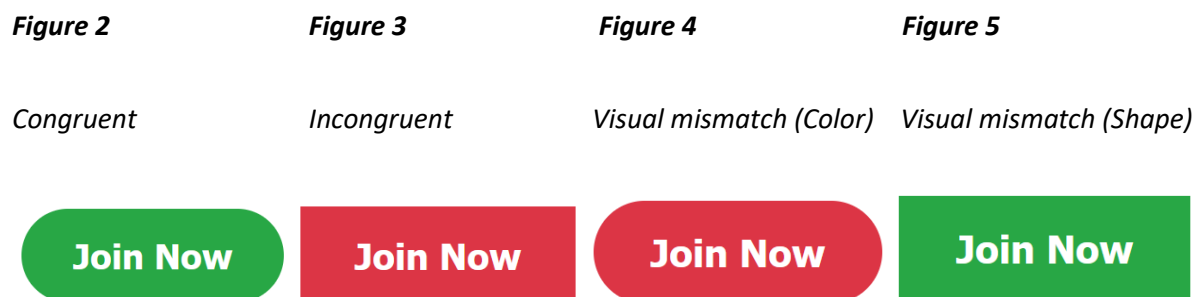 Figure 2 Figure 3 Figure 4 Figure 5
Congruent Incongruent Visual mismatch (Color) Visual mismatch (Shape)
Join Now Join Now Join Now Join Now